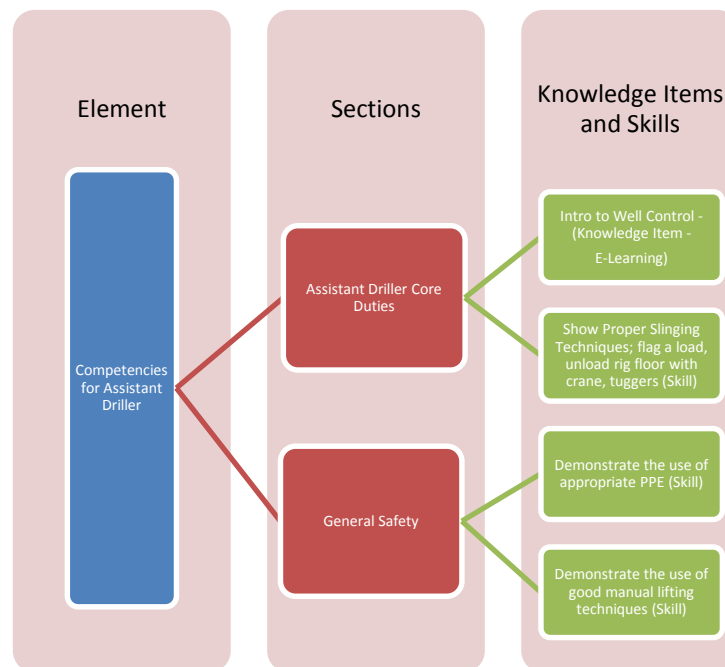 Element
Sections
Knowledge Items
and Skills
Competencies
for Assistant
Driller
Assistant Driller Core
Duties
General Safety
Intro to Well Control -
(Knowledge Item -
E-Learning)
Show Proper Slinging
Techniques; flag a load,
unload rig floor with
crane, tuggers (Skill)
Demonstrate the use of
appropriate PPE (Skill)
Demonstrate the use of
good manual lifting
techniques (Skill)